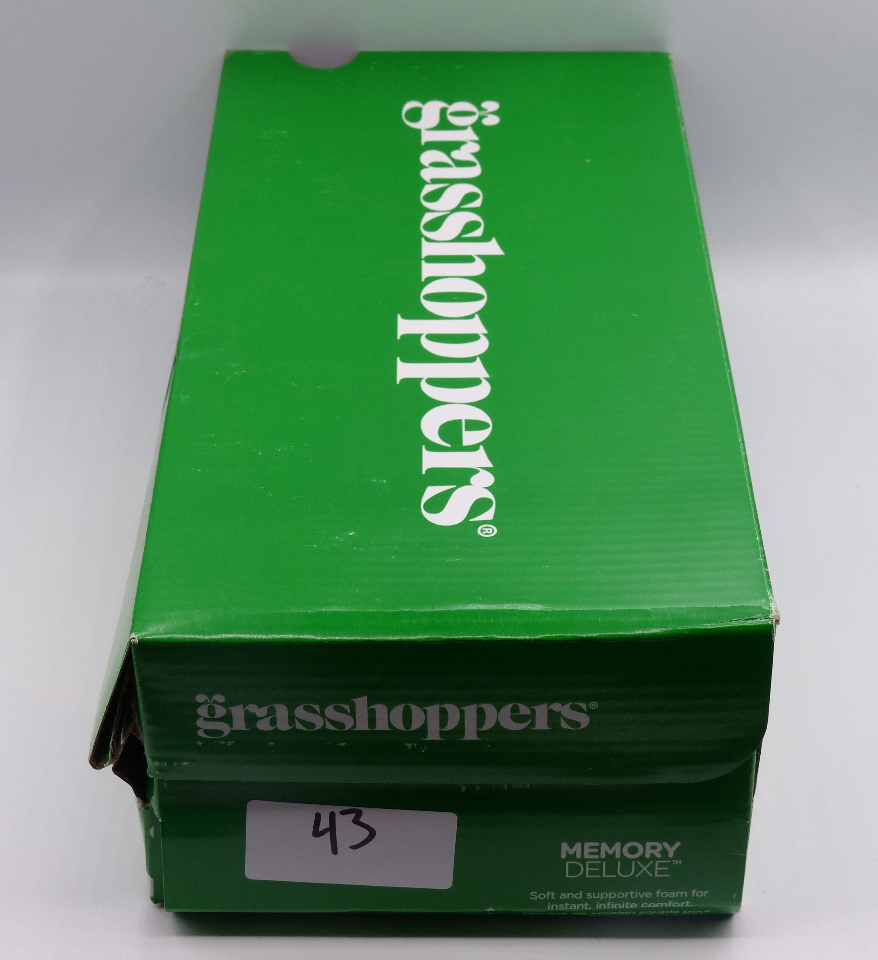 grasshoppers®
grasshoppers®
43
MEMORY
DELUXE™
Soft and supportive foam for
instant, infinite comfort.